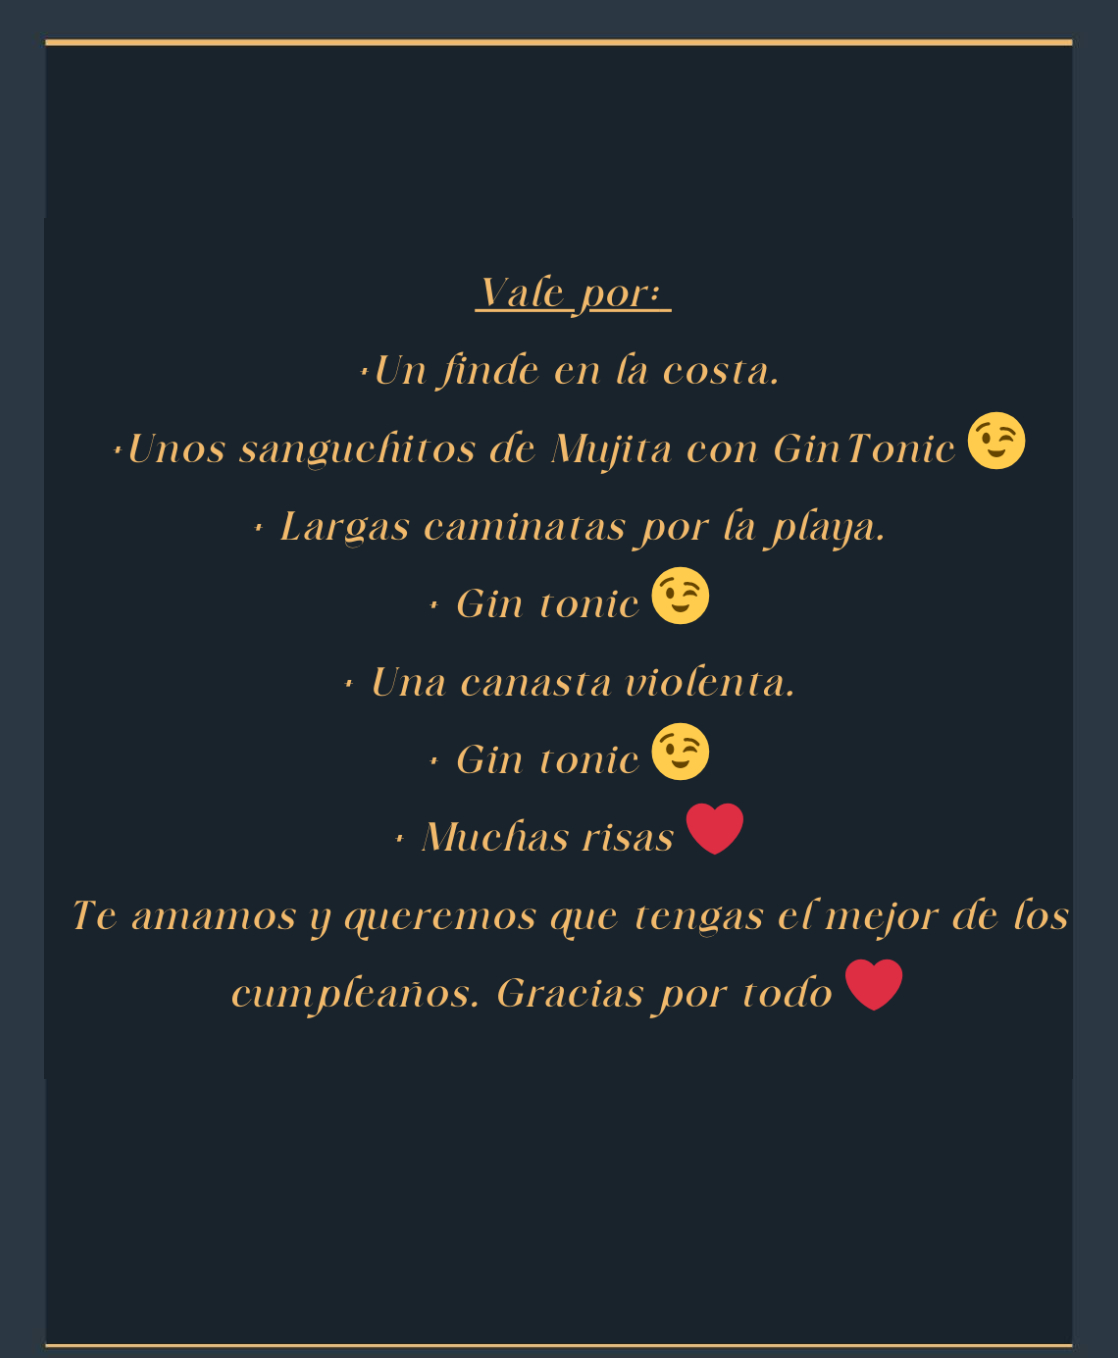 Vale por:
·Un finde en la costa.
·Unos sanguchitos de Mujita con GinTonic 😉
· Largas caminatas por la playa.
· Gin tonic 😉
· Una canasta violenta.
· Gin tonic 😉
· Muchas risas ❤️
Te amamos y queremos que tengas el mejor de los
cumpleaños. Gracias por todo ❤️